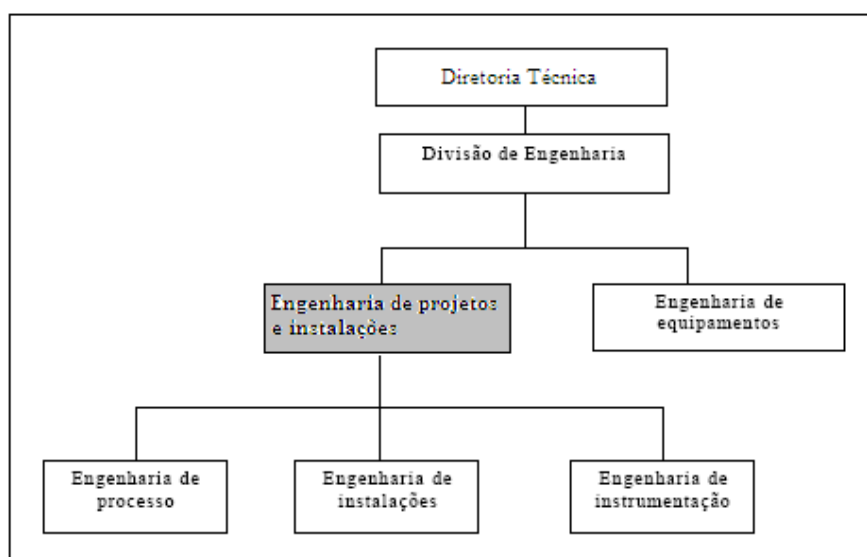 Diretoria Técnica
Divisão de Engenharia
Engenharia de projetos
e instalações
Engenharia de
equipamentos
Engenharia de
processo
Engenharia de
instalações
Engenharia de
instrumentação